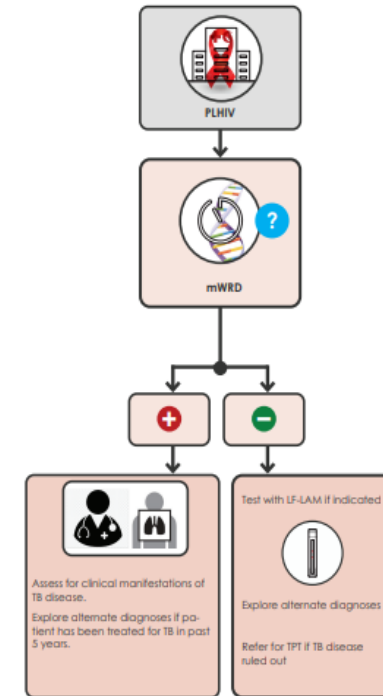 PLHIV
?
mWRD
Assess for clinical manifestations of
TB disease.
Explore alternate diagnoses if pa-
tient has been treated for TB in past
5 years.
Test with LF-LAM if indicated
Explore alternate diagnoses
Refer for TPT if TB disease
ruled out